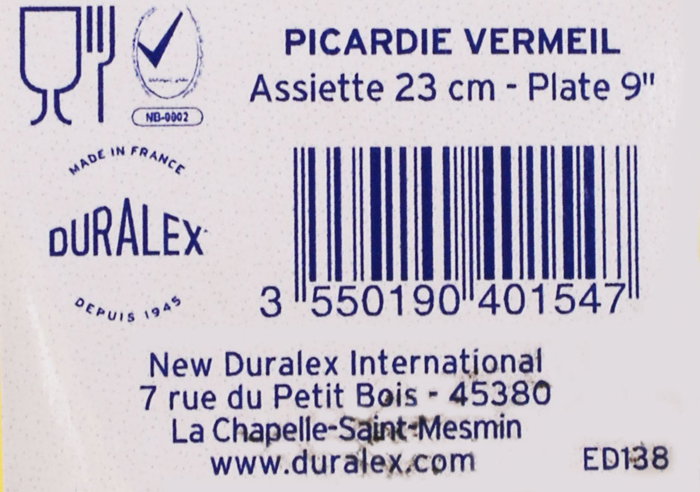 PICARDIE VERMEIL
Assiette 23 cm - Plate 9"
NB-0002
MADE IN FRANCE
DURALEX
DEPUIS 1945
3 550190 401547
New Duralex International
7 rue du Petit Bois - 45380
La Chapelle-Saint-Mesmin
www.duralex.com
ED138